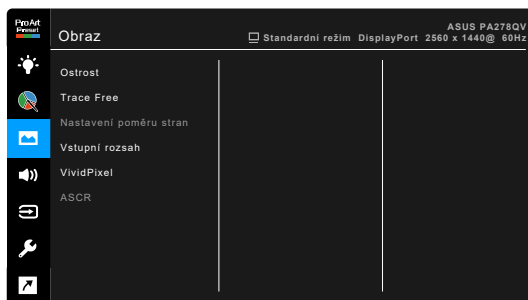 ProArt
Preset
Obraz
ASUS PA278QV
Standardní režim DisplayPort 2560 x 1440@ 60Hz
Ostrost
Trace Free
Nastavení poměru stran
Vstupní rozsah
VividPixel
ASCR